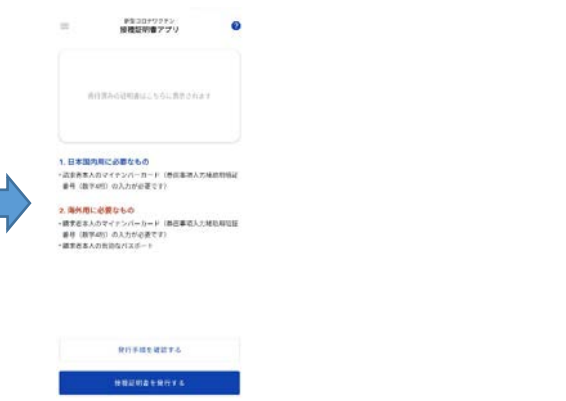 新型コロナワクチン
接種証明書アプリ
?
発行済みの証明書はこちらに表示されます
1. 日本国内用に必要なもの
・請求者本人のマイナンバーカード（券面事項入力補助用暗証
番号（数字4桁）の入力が必要です）
2. 海外用に必要なもの
・請求者本人のマイナンバーカード（券面事項入力補助用暗証
番号（数字4桁）の入力が必要です）
・請求者本人の有効なパスポート
発行手順を確認する
接種証明書を発行する